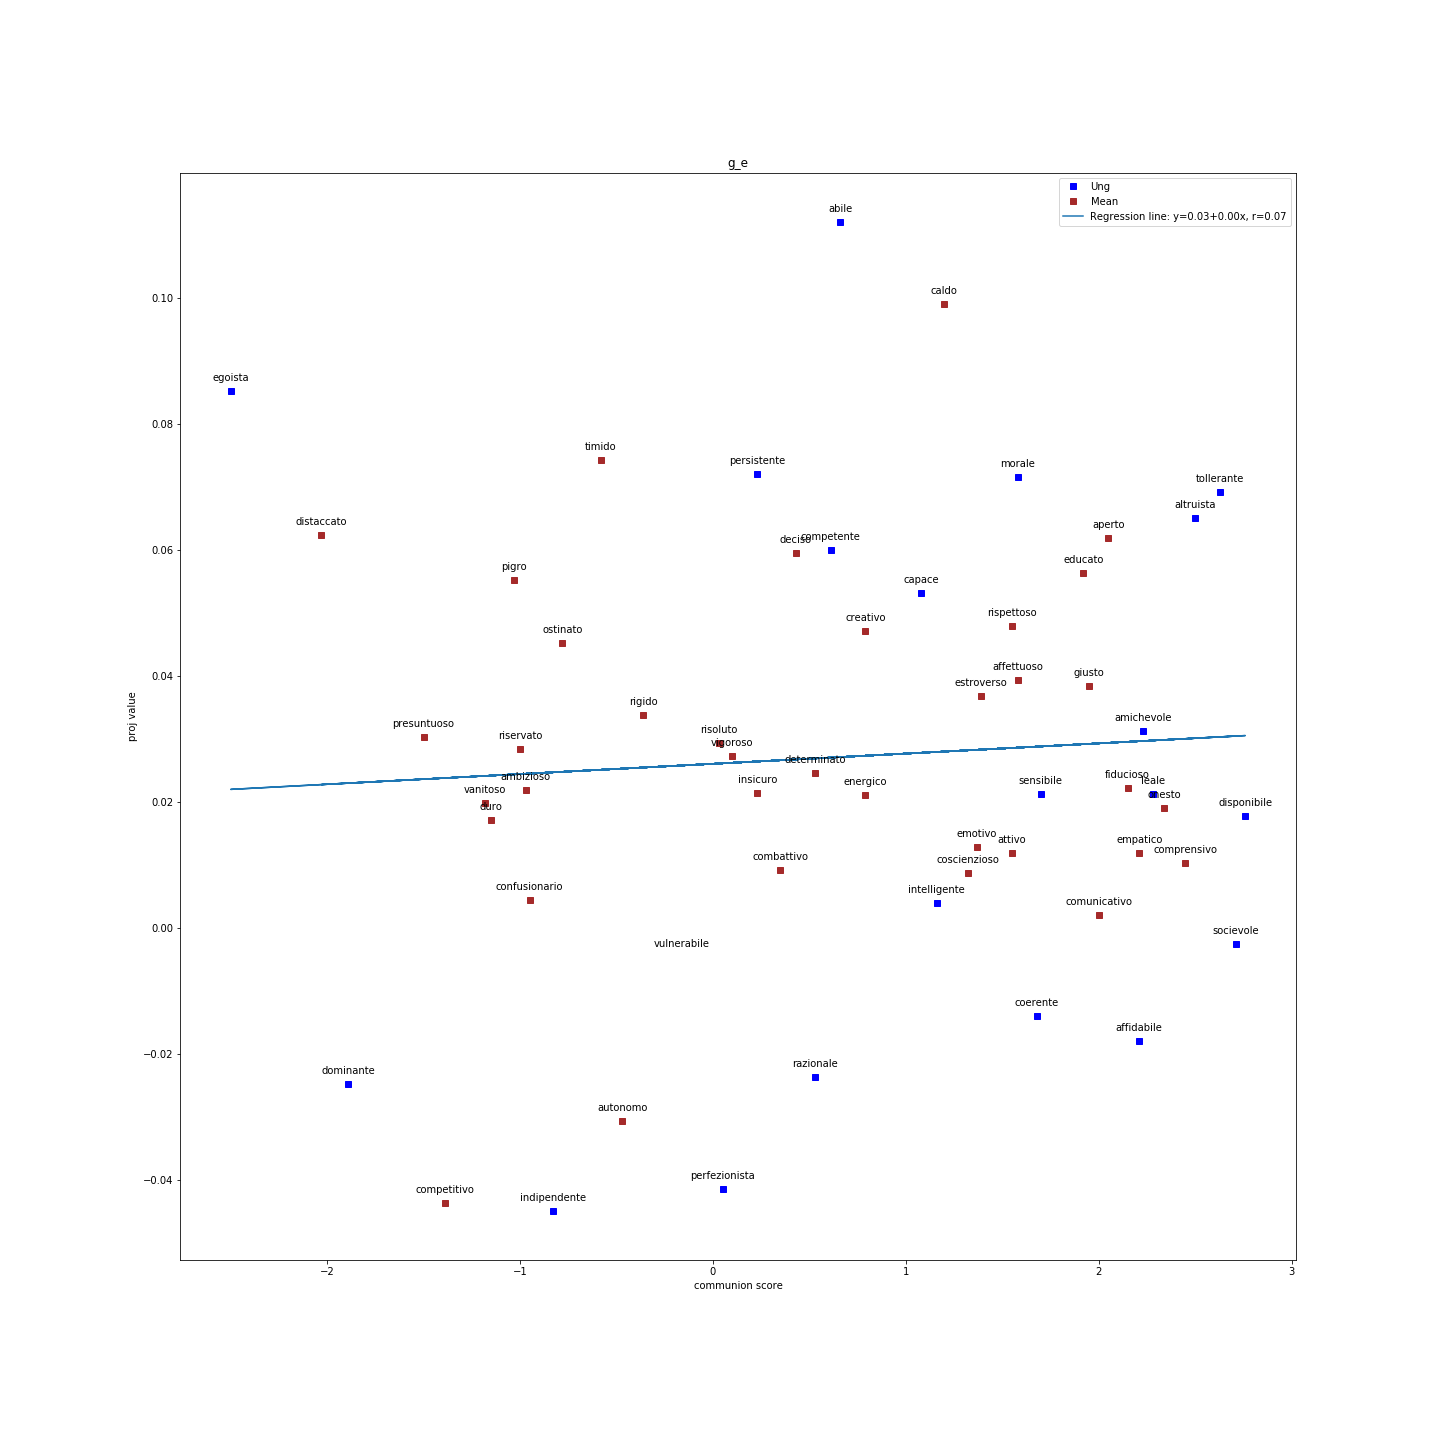 g_e
Ung
Mean
Regression line: y=0.03+0.00x, r=0.07
abile
caldo
egoista
timido
persistente
morale
tollerante
altruista
distaccato
aperto
deciso
competente
educato
pigro
capace
rispettoso
creativo
ostinato
affettuoso
giusto
estroverso
rigido
amichevole
presuntuoso
risoluto
riservato
vigoroso
determinato
fiducioso
ambizioso
insicuro
energico
sensibile
leale
vanitoso
onesto
duro
disponibile
emotivo
attivo
empatico
combattivo
coscienzioso
comprensivo
confusionario
intelligente
comunicativo
vulnerabile
socievole
coerente
affidabile
dominante
razionale
autonomo
perfezionista
competitivo
indipendente
0.10
0.08
0.06
0.04
0.02
0.00
−0.02
−0.04
proj value
−2 −1 0 1 2 3
communion score